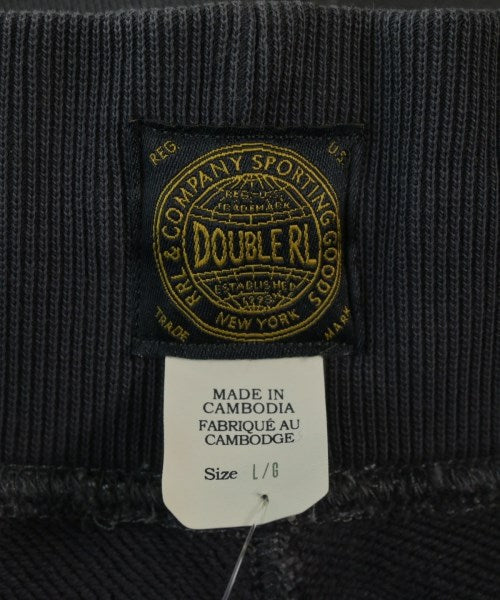 REG. U.S.
RRL & COMPANY SPORTING GOODS
REG. U.S.
TRADEMARK
DOUBLE RL
ESTABLISHED
1993
NEW YORK
TRADE MARK
MADE IN
CAMBODIA
FABRIQUÉ AU
CAMBODGE
Size L/G